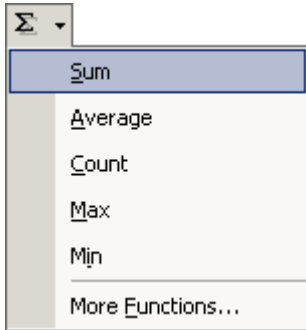 Σ
Sum
Average
Count
Max
Min
More Functions...